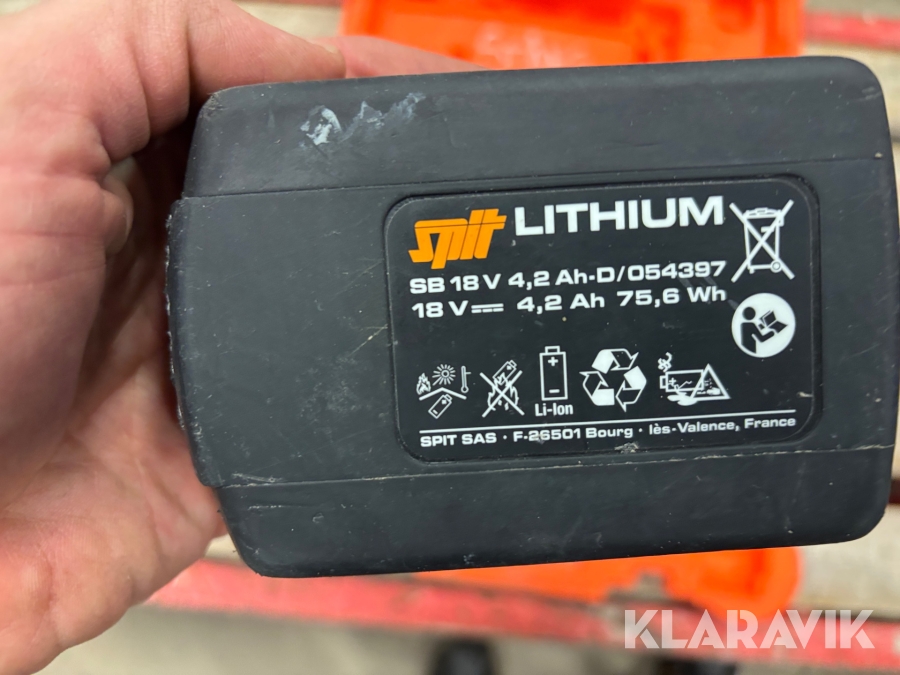 spit LITHIUM
SB 18 V 4,2 Ah-D/054397
18 V 4,2 Ah 75,6 Wh
Li-Ion
SPIT SAS · F-26501 Bourg · lès-Valence, France
KLARAVIK